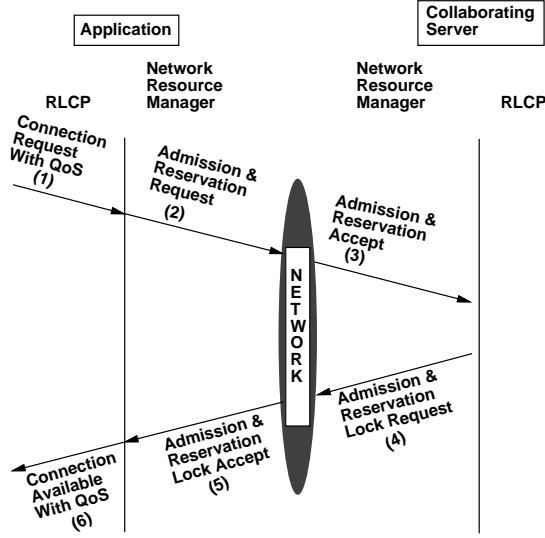 Application
Collaborating
Server
RLCP
Network
Resource
Manager
Network
Resource
Manager
RLCP
Connection
Request
With QoS
(1)
Admission &
Reservation
Request
(2)
Admission &
Reservation
Accept
(3)
NETWORK
Admission &
Reservation
Lock Request
(4)
Admission &
Reservation
Lock Accept
(5)
Connection
Available
With QoS
(6)